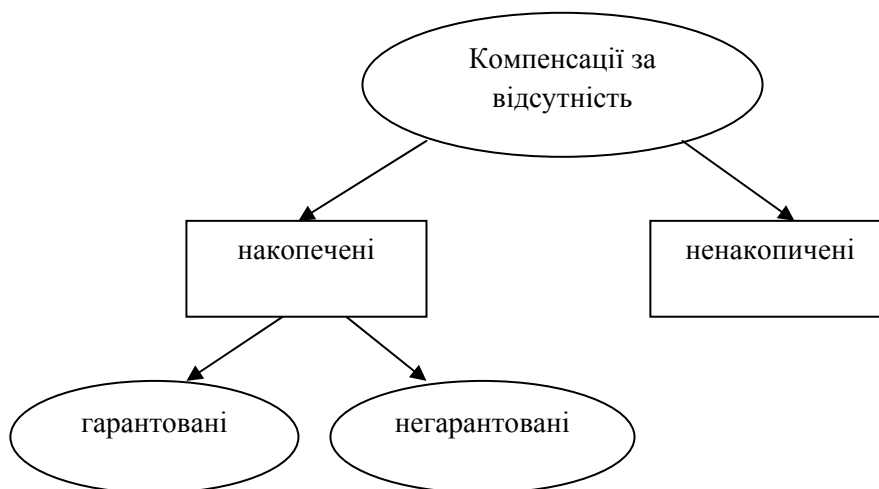 Компенсації за
відсутність
накопечені
ненакопичені
гарантовані
негарантовані